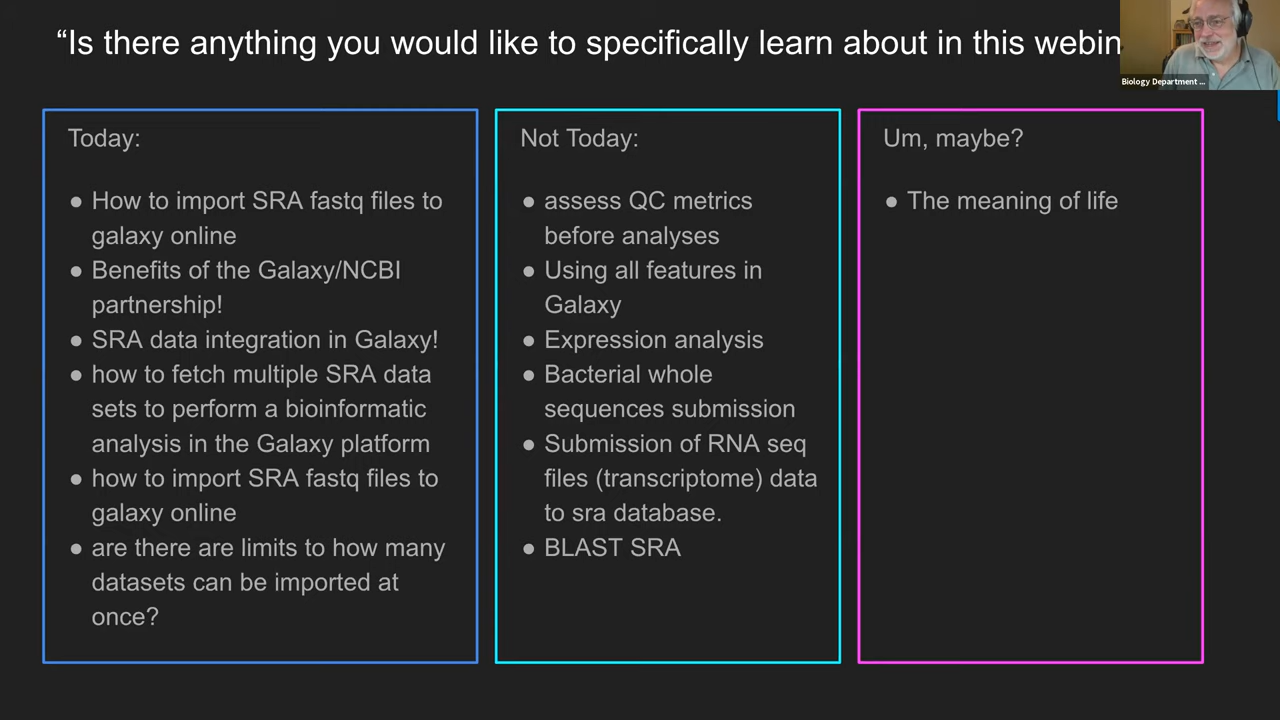 “Is there anything you would like to specifically learn about in this webin
Biology Department ...
Today:
● How to import SRA fastq files to
galaxy online
● Benefits of the Galaxy/NCBI
partnership!
● SRA data integration in Galaxy!
● how to fetch multiple SRA data
sets to perform a bioinformatic
analysis in the Galaxy platform
● how to import SRA fastq files to
galaxy online
● are there are limits to how many
datasets can be imported at
once?
Not Today:
● assess QC metrics
before analyses
● Using all features in
Galaxy
● Expression analysis
● Bacterial whole
sequences submission
● Submission of RNA seq
files (transcriptome) data
to sra database.
● BLAST SRA
Um, maybe?
● The meaning of life